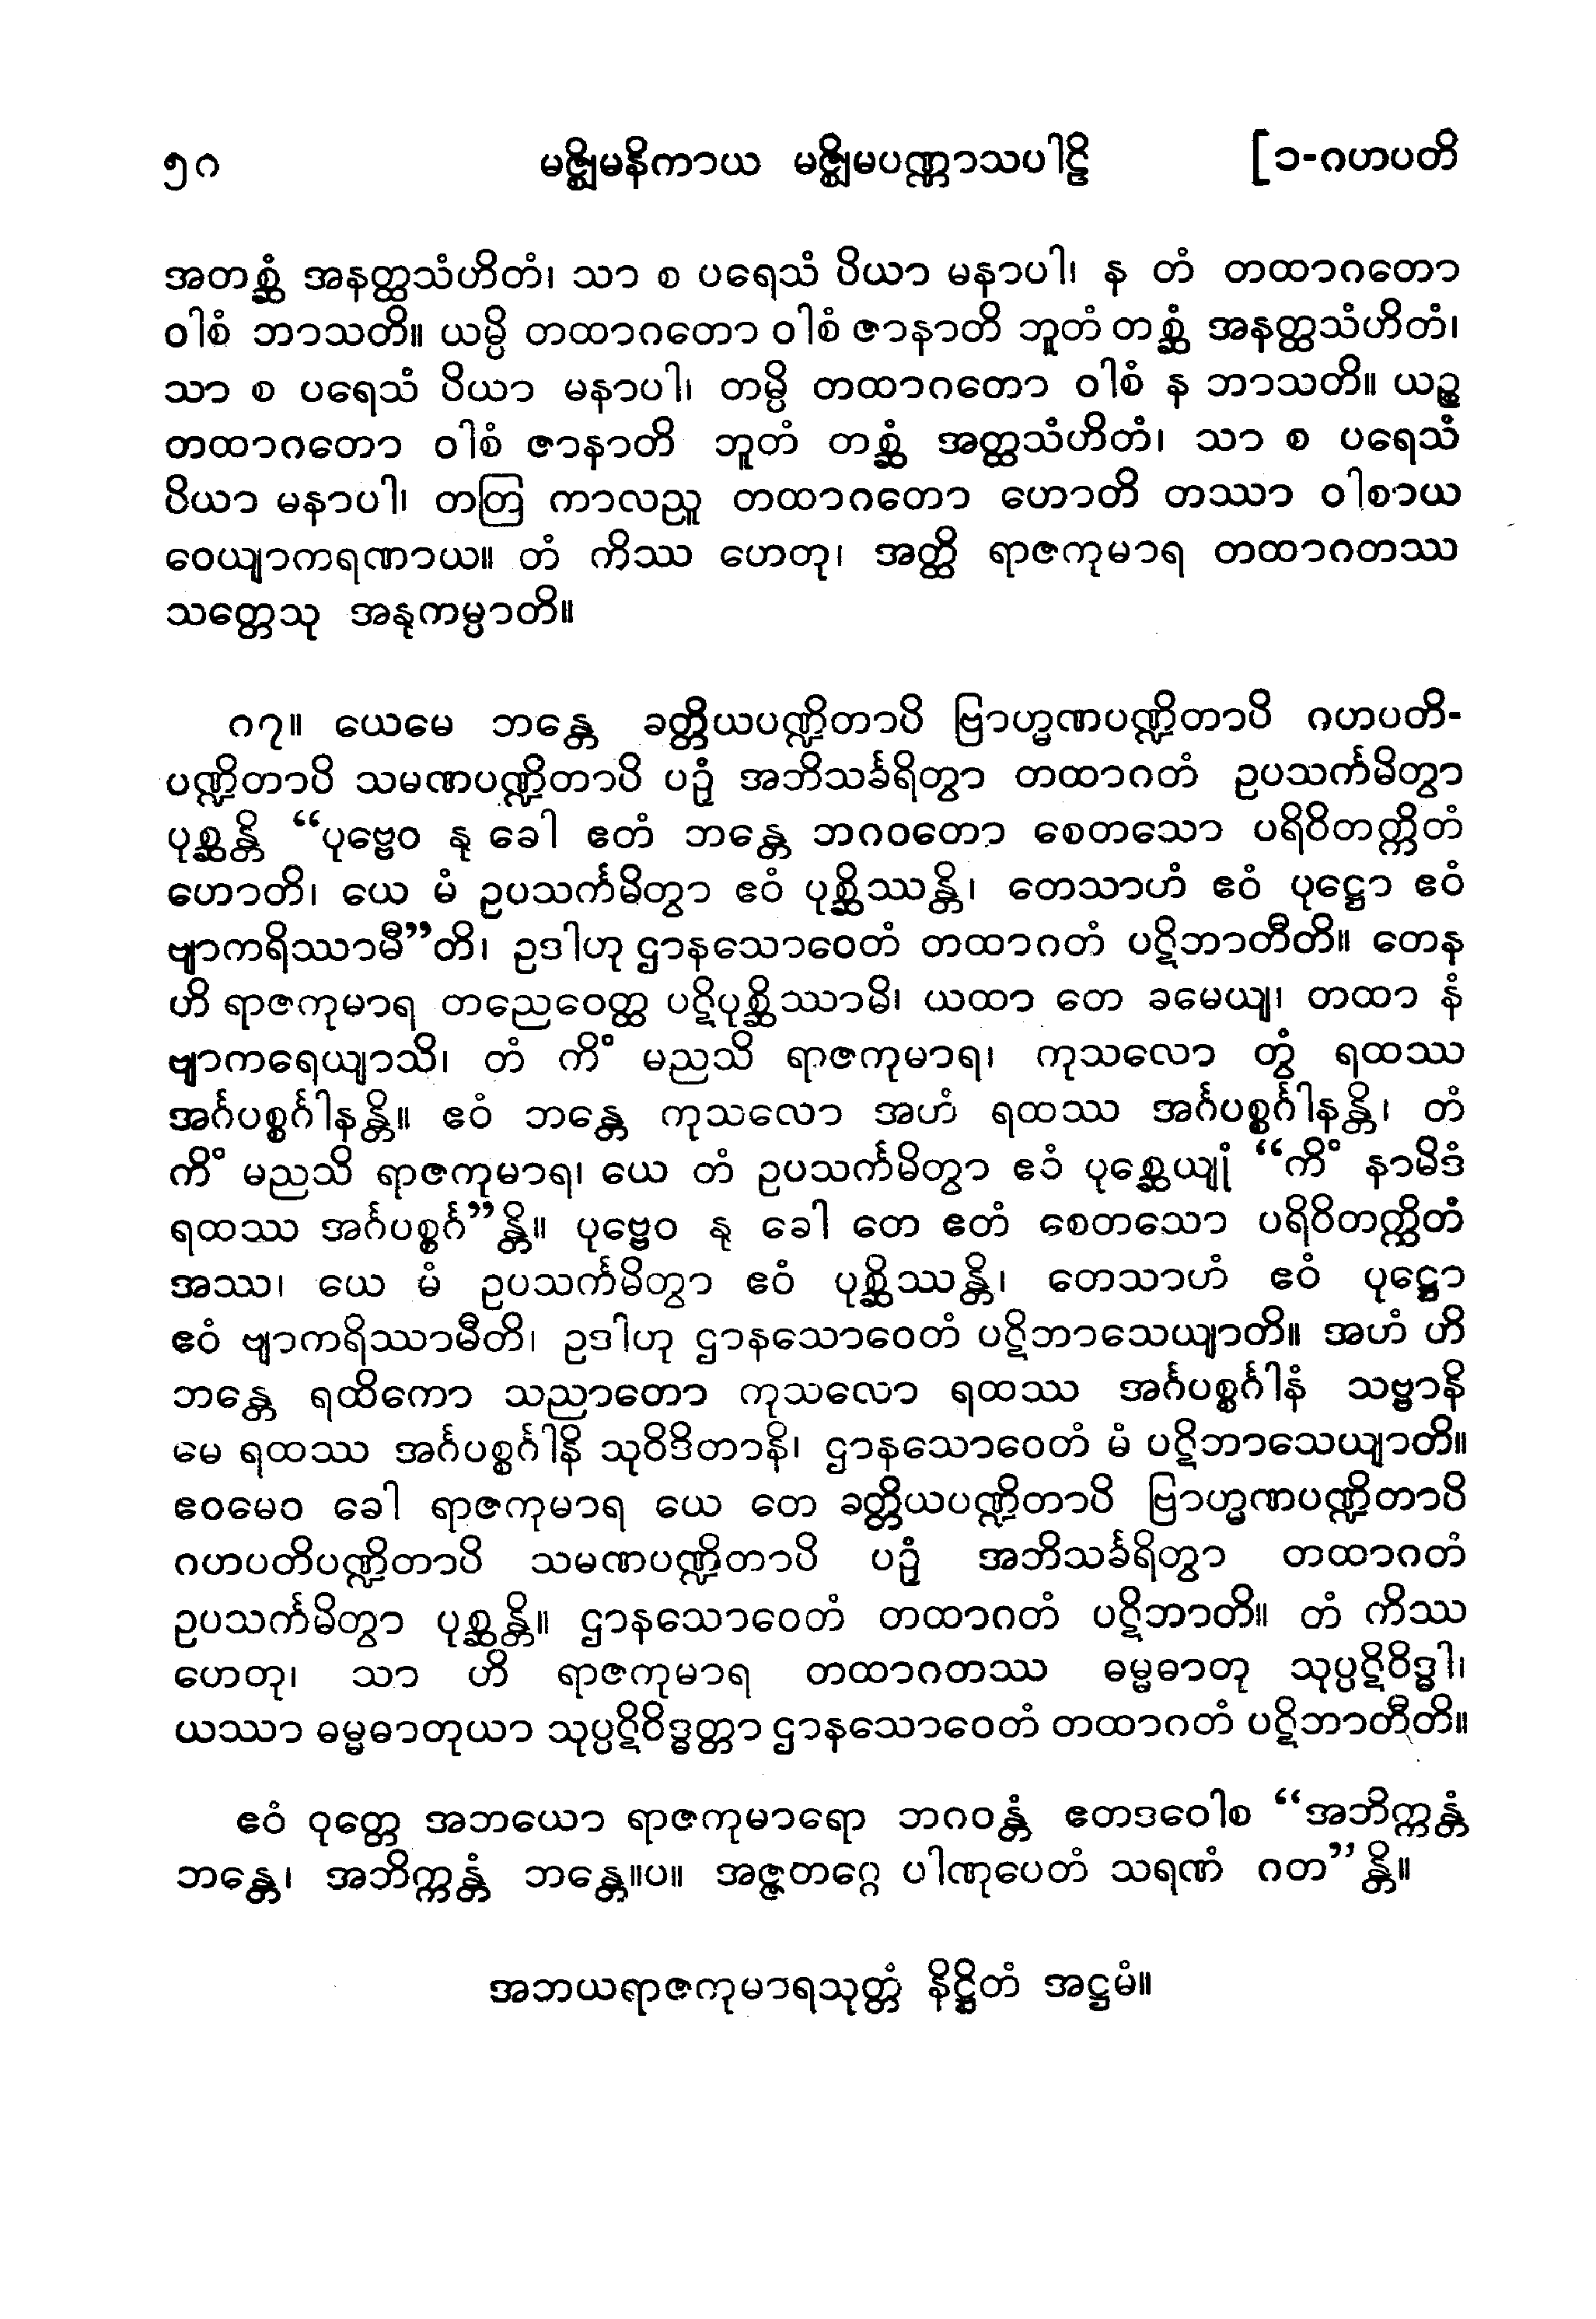 ၅၈ မဇ္ဈိမနိကာယ မဇ္ဈိမပဏ္ဏာသပါဠိ [၁-ဂဟပတိ
အတစ္ဆံ အနတ္ထသံဟိတံ၊ သာ စ ပရေသံ ပိယာ မနာပါ၊ န တံ တထာဂတော
ဝါစံ ဘာသတိ။ ယမ္ပိ တထာဂတော ဝါစံ ဇာနာတိ ဘူတံ တစ္ဆံ အနတ္ထသံဟိတံ၊
သာ စ ပရေသံ ပိယာ မနာပါ၊ တမ္ပိ တထာဂတော ဝါစံ န ဘာသတိ။ ယဉ္စ
တထာဂတော ဝါစံ ဇာနာတိ ဘူတံ တစ္ဆံ အတ္ထသံဟိတံ၊ သာ စ ပရေသံ
ပိယာ မနာပါ၊ တတြ ကာလညူ တထာဂတော ဟောတိ တဿာ ဝါစာယ
ဝေယျာကရဏာယ။ တံ ကိဿ ဟေတု၊ အတ္ထိ ရာဇကုမာရ တထာဂတဿ
သတ္တေသု အနုကမ္ပာတိ။
၈၇။ ယေမေ ဘန္တေ ခတ္တိယပဏ္ဍိတာပိ ဗြာဟ္မဏပဏ္ဍိတာပိ ဂဟပတိ-
ပဏ္ဍိတာပိ သမဏပဏ္ဍိတာပိ ပဉှံ အဘိသင်္ခရိတွာ တထာဂတံ ဥပသင်္ကမိတွာ
ပုစ္ဆန္တိ “ပုဗ္ဗေဝ နု ခေါ ဧတံ ဘန္တေ ဘဂဝတော စေတသော ပရိဝိတက္ကိတံ
ဟောတိ၊ ယေ မံ ဥပသင်္ကမိတွာ ဧဝံ ပုစ္ဆိဿန္တိ၊ တေသာဟံ ဧဝံ ပုဋ္ဌော ဧဝံ
ဗျာကရိဿာမီ”တိ၊ ဥဒါဟု ဌာနသောဝေတံ တထာဂတံ ပဋိဘာတီတိ။ တေန
ဟိ ရာဇကုမာရ တညေဝေတ္ထ ပဋိပုစ္ဆိဿာမိ၊ ယထာ တေ ခမေယျ၊ တထာ နံ
ဗျာကရေယျာသိ၊ တံ ကိံ မညသိ ရာဇကုမာရ၊ ကုသလော တွံ ရထဿ
အင်္ဂပစ္စင်္ဂါနန္တိ။ ဧဝံ ဘန္တေ ကုသလော အဟံ ရထဿ အင်္ဂပစ္စင်္ဂါနန္တိ၊ တံ
ကိံ မညသိ ရာဇကုမာရ၊ ယေ တံ ဥပသင်္ကမိတွာ ဧဝံ ပုစ္ဆေယျုံ “ကိံ နာမိဒံ
ရထဿ အင်္ဂပစ္စင်္ဂ”န္တိ။ ပုဗ္ဗေဝ နု ခေါ တေ ဧတံ စေတသော ပရိဝိတက္ကိတံ
အဿ၊ ယေ မံ ဥပသင်္ကမိတွာ ဧဝံ ပုစ္ဆိဿန္တိ၊ တေသာဟံ ဧဝံ ပုဋ္ဌော
ဧဝံ ဗျာကရိဿာမီတိ၊ ဥဒါဟု ဌာနသောဝေတံ ပဋိဘာသေယျာတိ။ အဟံ ဟိ
ဘန္တေ ရထိကော သညာတော ကုသလော ရထဿ အင်္ဂပစ္စင်္ဂါနံ သဗ္ဗာနိ
မေ ရထဿ အင်္ဂပစ္စင်္ဂါနိ သုဝိဒိတာနိ၊ ဌာနသောဝေတံ မံ ပဋိဘာသေယျာတိ။
ဧဝမေဝ ခေါ ရာဇကုမာရ ယေ တေ ခတ္တိယပဏ္ဍိတာပိ ဗြာဟ္မဏပဏ္ဍိတာပိ
ဂဟပတိပဏ္ဍိတာပိ သမဏပဏ္ဍိတာပိ ပဉှံ အဘိသင်္ခရိတွာ တထာဂတံ
ဥပသင်္ကမိတွာ ပုစ္ဆန္တိ။ ဌာနသောဝေတံ တထာဂတံ ပဋိဘာတိ။ တံ ကိဿ
ဟေတု၊ သာ ဟိ ရာဇကုမာရ တထာဂတဿ ဓမ္မဓာတု သုပ္ပဋိဝိဒ္ဓါ၊
ယဿာ ဓမ္မဓာတုယာ သုပ္ပဋိဝိဒ္ဓတ္တာ ဌာနသောဝေတံ တထာဂတံ ပဋိဘာတီတိ။
ဧဝံ ဝုတ္တေ အဘယော ရာဇကုမာရော ဘဂဝန္တံ ဧတဒဝေါစ “အဘိက္ကန္တံ
ဘန္တေ၊ အဘိက္ကန္တံ ဘန္တေ။ပ။ အဇ္ဇတဂ္ဂေ ပါဏုပေတံ သရဏံ ဂတ”န္တိ။
အဘယရာဇကုမာရသုတ္တံ နိဋ္ဌိတံ အဋ္ဌမံ။